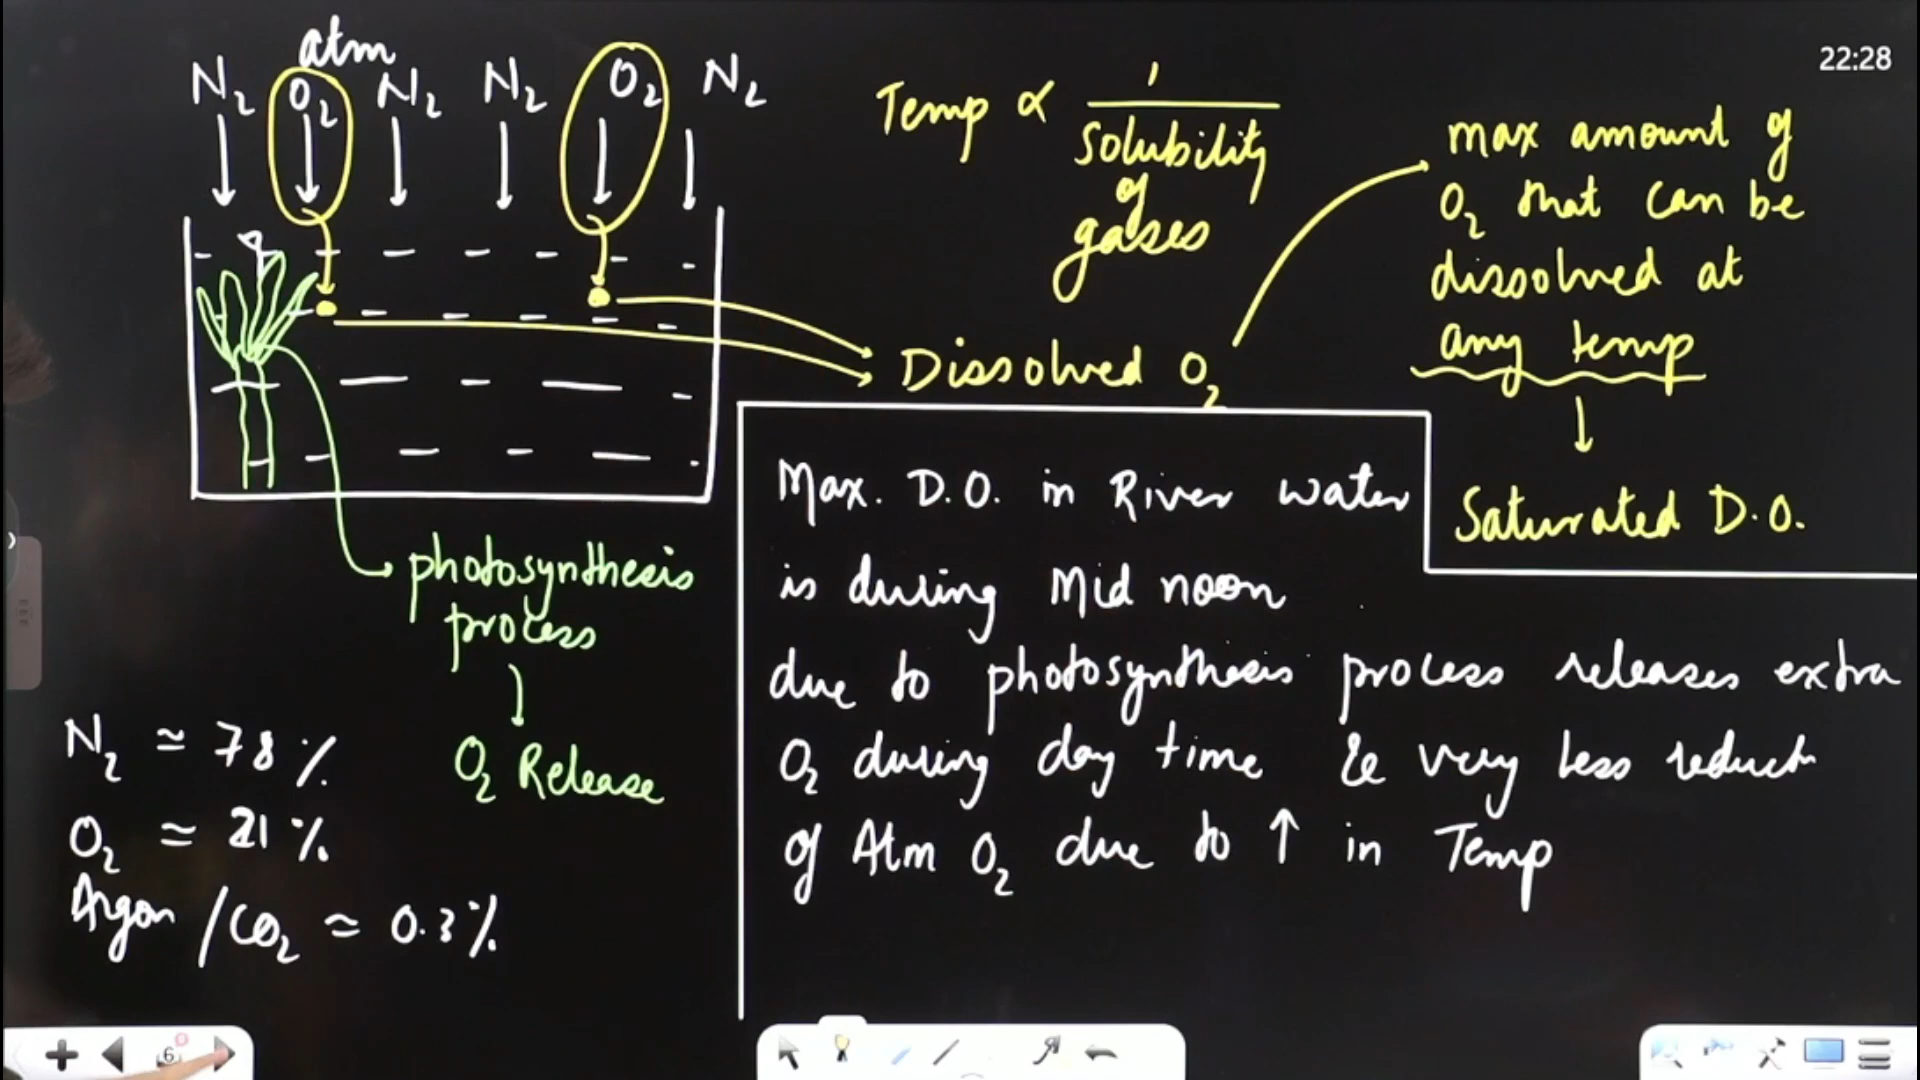 atm
N2 O2 N2 N2 O2 N2
22:28
Temp ∝ 1
solubility
of
gases
max amount of
O2 that can be
dissolved at
any temp
Saturated D.O.
Dissolved O2
photosynthesis
process
O2 Release
N2 ≃ 78 %
O2 ≃ 21 %
Argon /CO2 ≃ 0.3%
Max. D.O. in River water
is during Mid noon
due to photosynthesis process releases extra
O2 during day time & very less reductn
of Atm O2 due to ↑ in Temp
6